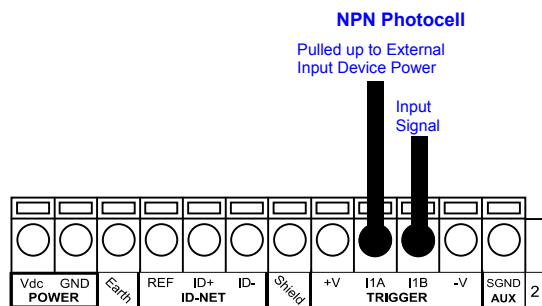 NPN Photocell
Pulled up to External
Input Device Power
Input
Signal
Vdc GND Earth REF ID+ ID- Shield +V I1A I1B -V SGND 2
POWER ID-NET TRIGGER AUX